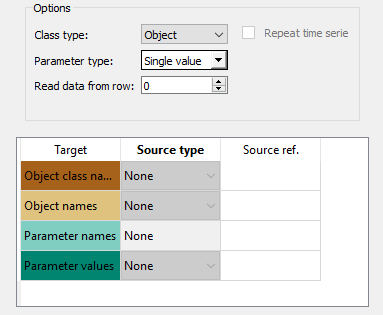 Options
Class type: Object Repeat time serie
Parameter type: Single value
Read data from row: 0
Target Source type Source ref.
Object class na... None
Object names None
Parameter names None
Parameter values None